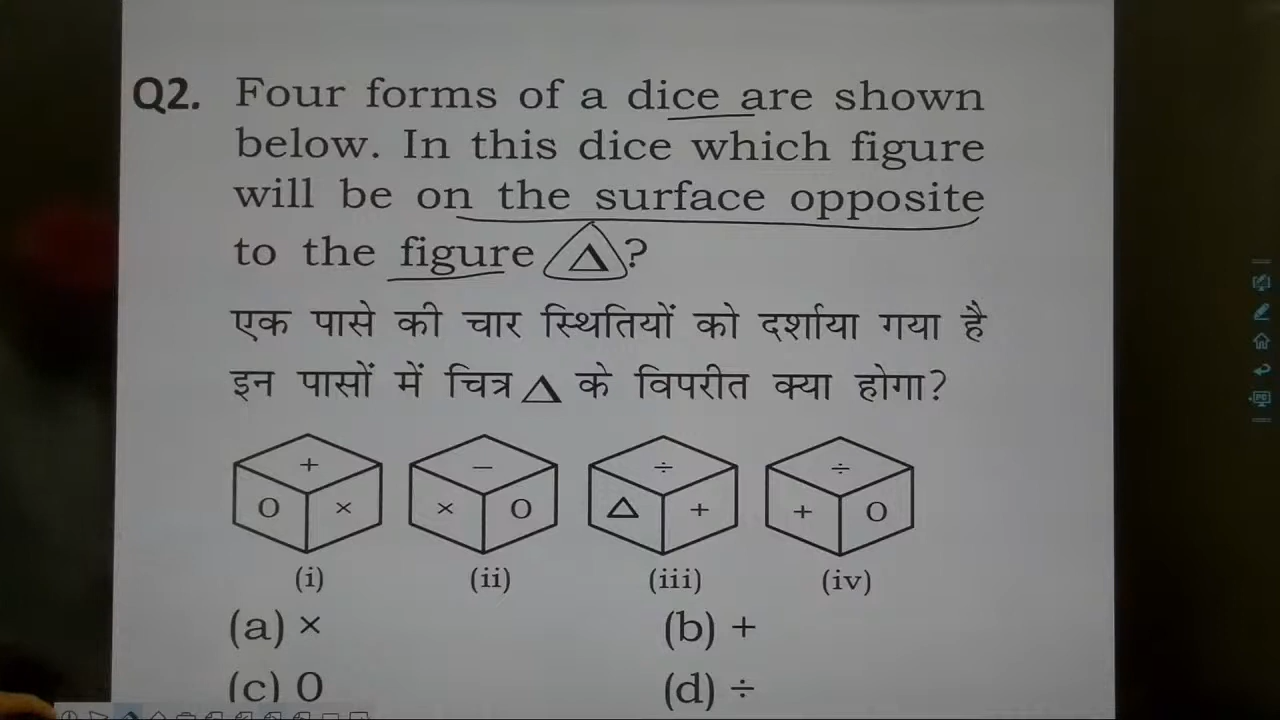 Q2. Four forms of a dice are shown
below. In this dice which figure
will be on the surface opposite
to the figure Δ?
एक पासे की चार स्थितियों को दर्शाया गया है
इन पासों में चित्र Δ के विपरीत क्या होगा?
+ − ÷ ÷
O × × O Δ + + O
(i) (ii) (iii) (iv)
(a) × (b) +
(c) O (d) ÷